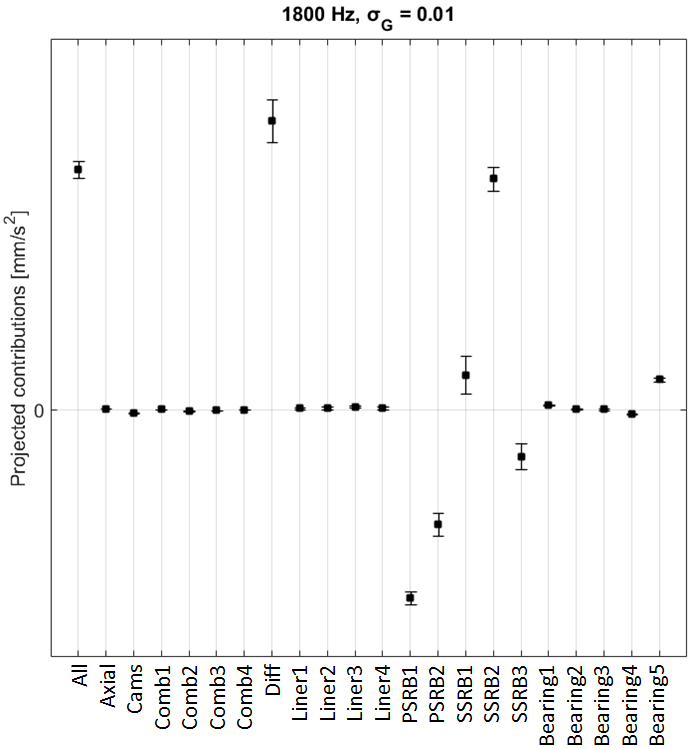 1800 Hz, σG = 0.01
Projected contributions [mm/s2]
0
All
Axial
Cams
Comb1
Comb2
Comb3
Comb4
Diff
Liner1
Liner2
Liner3
Liner4
PSRB1
PSRB2
SSRB1
SSRB2
SSRB3
Bearing1
Bearing2
Bearing3
Bearing4
Bearing5